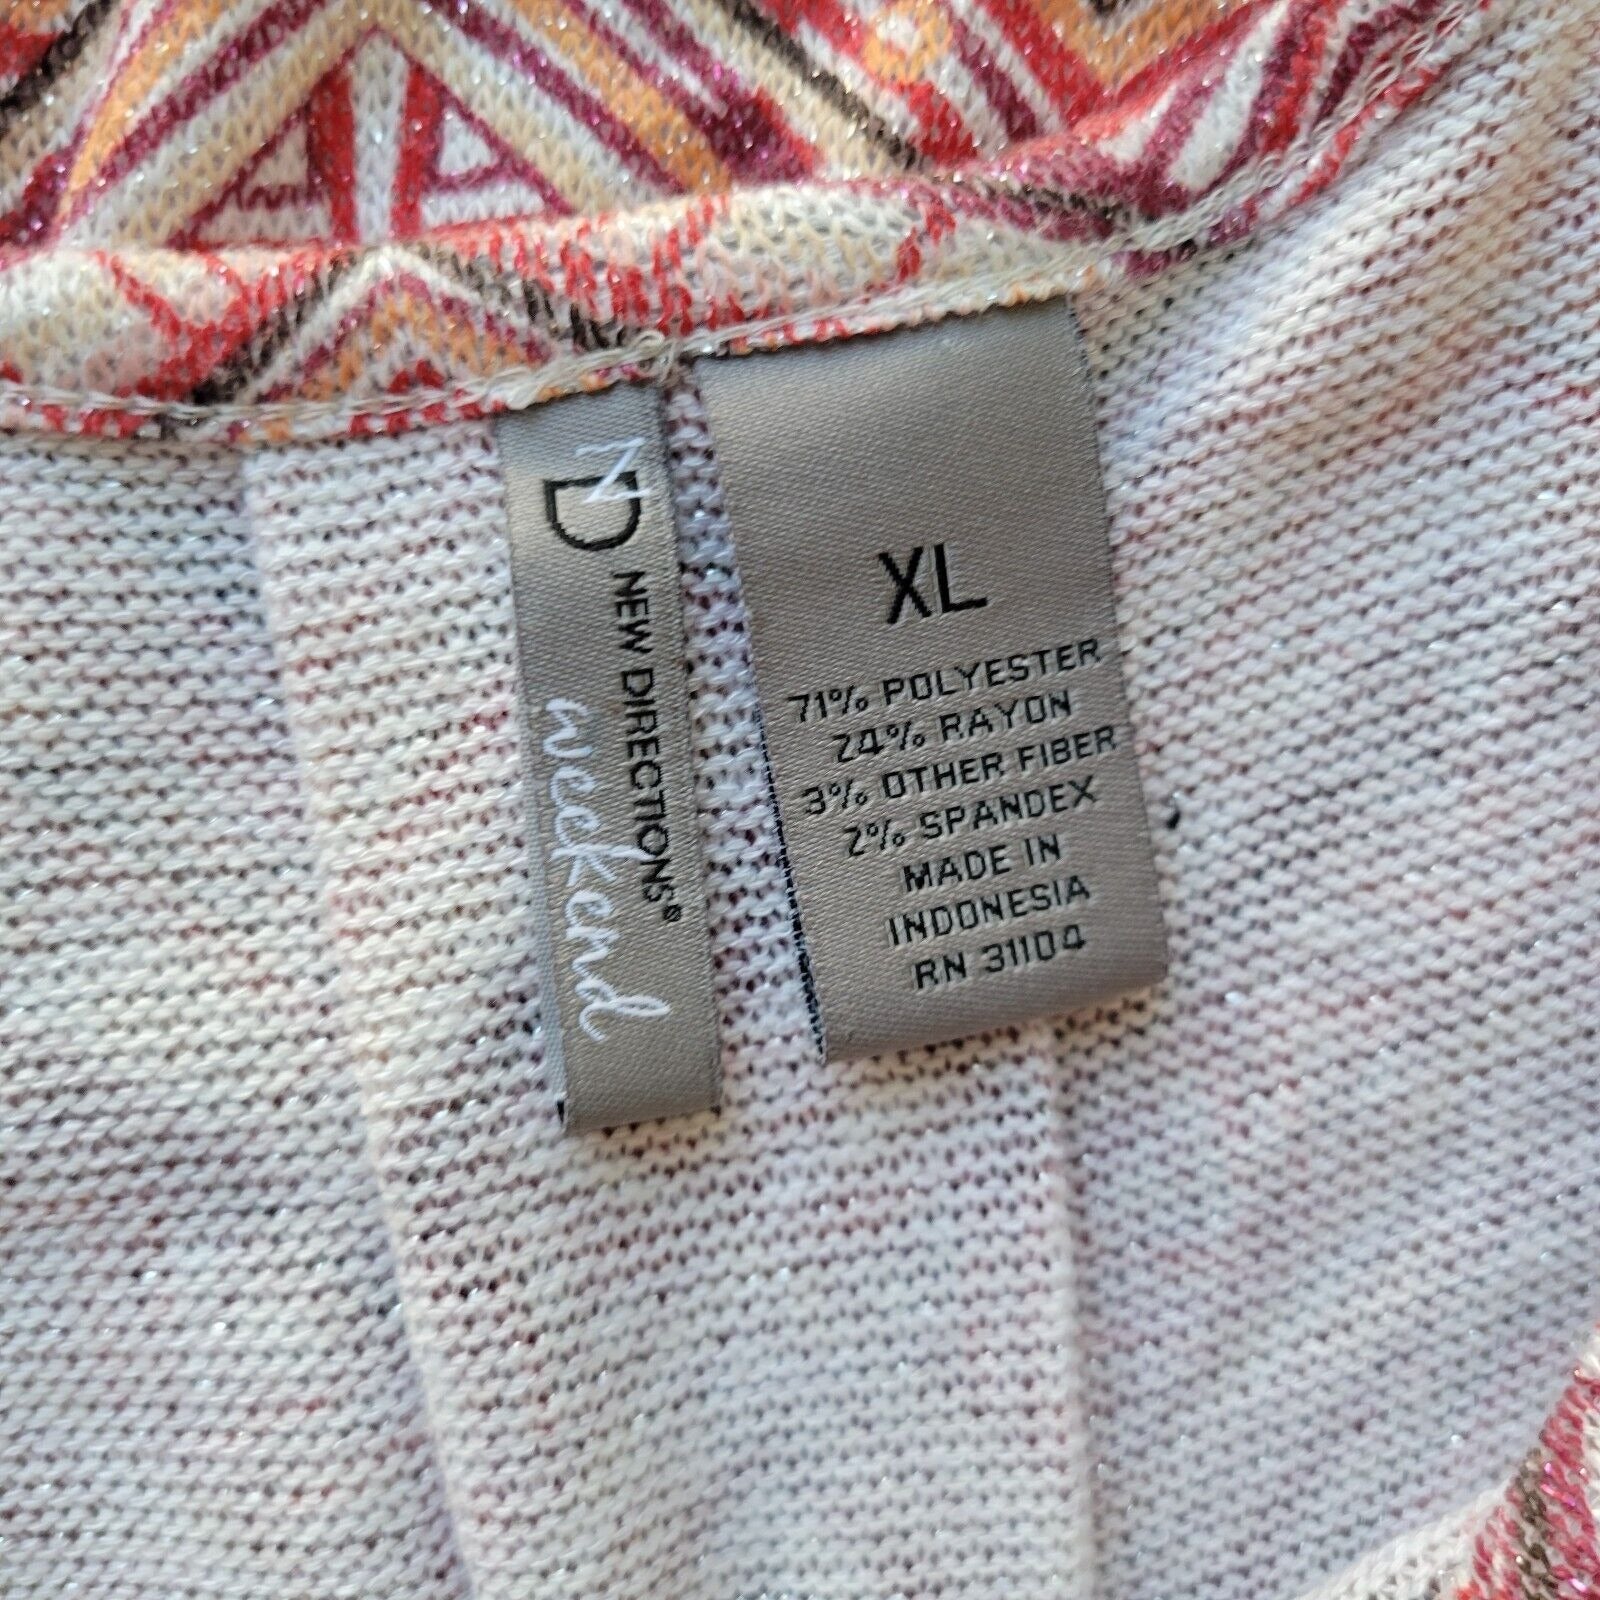 ND
NEW DIRECTIONS®
weekend
XL
71% POLYESTER
24% RAYON
3% OTHER FIBER
2% SPANDEX
MADE IN
INDONESIA
RN 31104